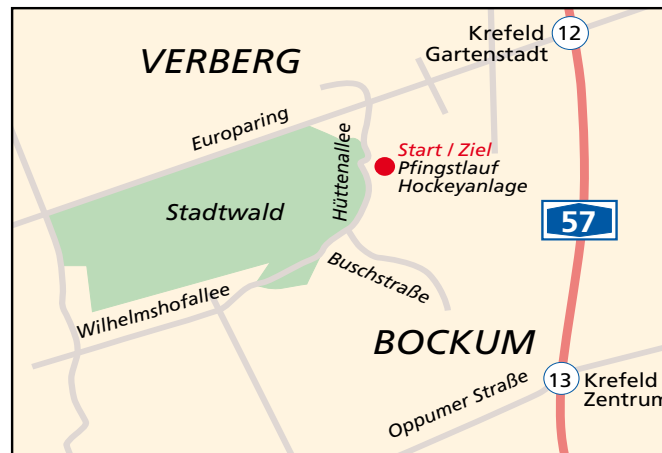 Krefeld
Gartenstadt
12
VERBERG
Europaring
Hüttenallee
Start / Ziel
Pfingstlauf
Hockeyanlage
Stadtwald
57
Buschstraße
Wilhelmshofallee
BOCKUM
Oppumer Straße
13
Krefeld
Zentrum